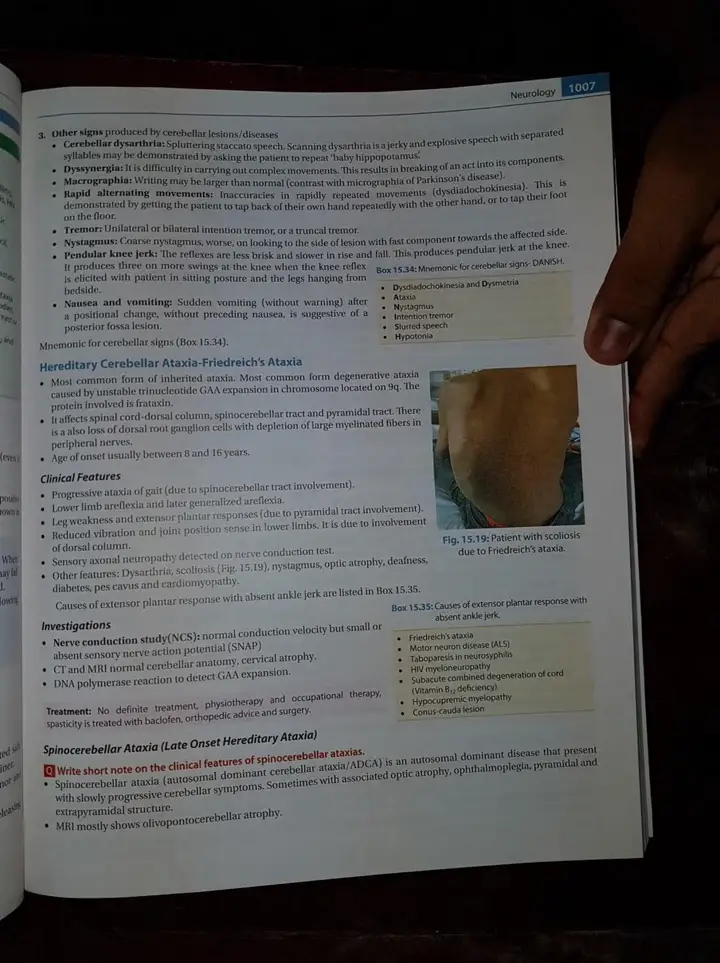 Neurology 1007
3. Other signs produced by cerebellar lesions/diseases
• Cerebellar dysarthria: Spluttering staccato speech. Scanning dysarthria is a jerky and explosive speech with separated
syllables may be demonstrated by asking the patient to repeat 'baby hippopotamus.'
• Dyssynergia: It is difficulty in carrying out complex movements. This results in breaking of an act into its components.
• Macrographia: Writing may be larger than normal (contrast with micrographia of Parkinson's disease).
• Rapid alternating movements: Inaccuracies in rapidly repeated movements (dysdiadochokinesia). This is
demonstrated by getting the patient to tap back of their own hand repeatedly with the other hand, or to tap their foot
on the floor.
• Tremor: Unilateral or bilateral intention tremor, or a truncal tremor.
• Nystagmus: Coarse nystagmus, worse, on looking to the side of lesion with fast component towards the affected side.
• Pendular knee jerk: The reflexes are less brisk and slower in rise and fall. This produces pendular jerk at the knee.
It produces three on more swings at the knee when the knee reflex
is elicited with patient in sitting posture and the legs hanging from
bedside.
• Nausea and vomiting: Sudden vomiting (without warning) after
a positional change, without preceding nausea, is suggestive of a
posterior fossa lesion.
Mnemonic for cerebellar signs (Box 15.34).
Box 15.34: Mnemonic for cerebellar signs- DANISH.
• Dysdiadochokinesia and Dysmetria
• Ataxia
• Nystagmus
• Intention tremor
• Slurred speech
• Hypotonia
Hereditary Cerebellar Ataxia-Friedreich's Ataxia
• Most common form of inherited ataxia. Most common form degenerative ataxia
caused by unstable trinucleotide GAA expansion in chromosome located on 9q. The
protein involved is frataxin.
• It affects spinal cord-dorsal column, spinocerebellar tract and pyramidal tract. There
is a also loss of dorsal root ganglion cells with depletion of large myelinated fibers in
peripheral nerves.
• Age of onset usually between 8 and 16 years.
Clinical Features
• Progressive ataxia of gait (due to spinocerebellar tract involvement).
• Lower limb areflexia and later generalized areflexia.
• Leg weakness and extensor plantar responses (due to pyramidal tract involvement).
• Reduced vibration and joint position sense in lower limbs. It is due to involvement
of dorsal column.
• Sensory axonal neuropathy detected on nerve conduction test.
• Other features: Dysarthria, scoliosis (Fig. 15.19), nystagmus, optic atrophy, deafness,
diabetes, pes cavus and cardiomyopathy.
Causes of extensor plantar response with absent ankle jerk are listed in Box 15.35.
Fig. 15.19: Patient with scoliosis
due to Friedreich's ataxia.
Investigations
• Nerve conduction study(NCS): normal conduction velocity but small or
absent sensory nerve action potential (SNAP)
• CT and MRI normal cerebellar anatomy, cervical atrophy.
• DNA polymerase reaction to detect GAA expansion.
Treatment: No definite treatment, physiotherapy and occupational therapy,
spasticity is treated with baclofen, orthopedic advice and surgery.
Box 15.35: Causes of extensor plantar response with
absent ankle jerk.
• Friedreich's ataxia
• Motor neuron disease (ALS)
• Taboparesis in neurosyphilis
• HIV myeloneuropathy
• Subacute combined degeneration of cord
(Vitamin B12 deficiency)
• Hypocupremic myelopathy
• Conus-cauda lesion
Spinocerebellar Ataxia (Late Onset Hereditary Ataxia)
Q Write short note on the clinical features of spinocerebellar ataxias.
• Spinocerebellar ataxia (autosomal dominant cerebellar ataxia/ADCA) is an autosomal dominant disease that present
with slowly progressive cerebellar symptoms. Sometimes with associated optic atrophy, ophthalmoplegia, pyramidal and
extrapyramidal structure.
• MRI mostly shows olivopontocerebellar atrophy.